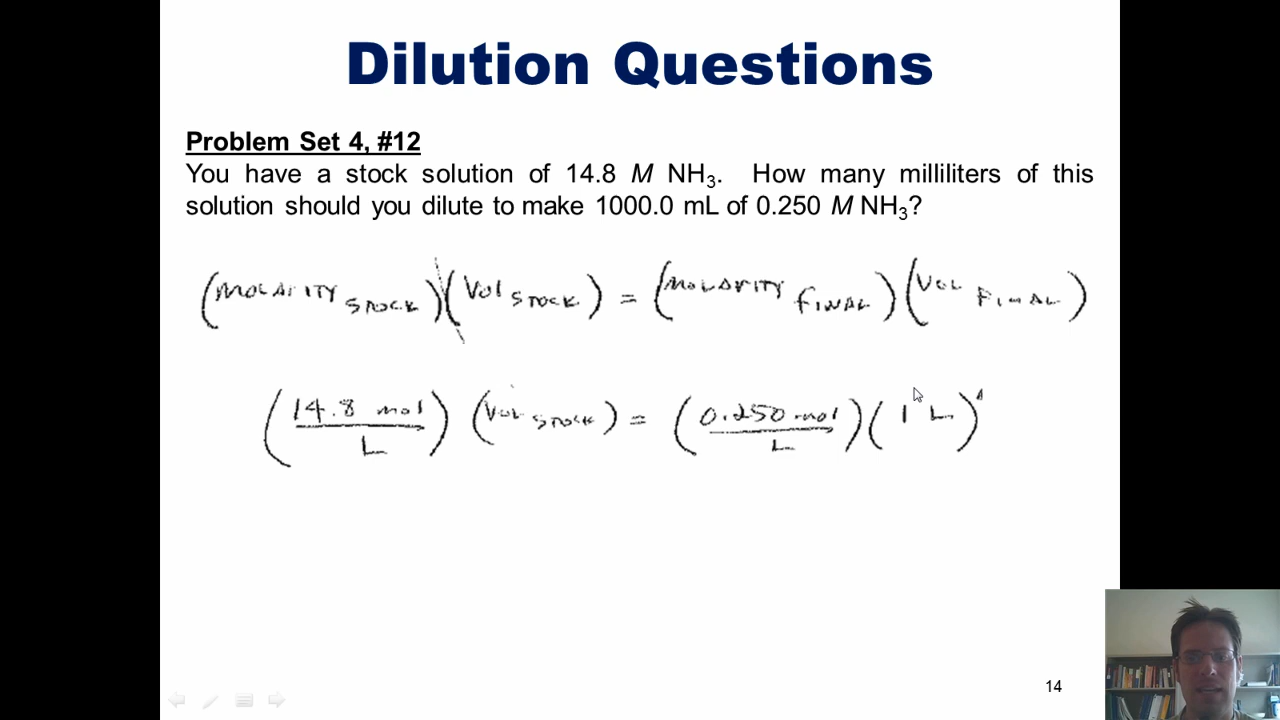 Dilution Questions
Problem Set 4, #12
You have a stock solution of 14.8 M NH₃. How many milliliters of this
solution should you dilute to make 1000.0 mL of 0.250 M NH₃?
(MOLARITY STOCK)(VOL STOCK) = (MOLARITY FINAL)(VOL FINAL)
(14.8 mol/L)(VOL STOCK) = (0.250 mol/L)(1 L)
14